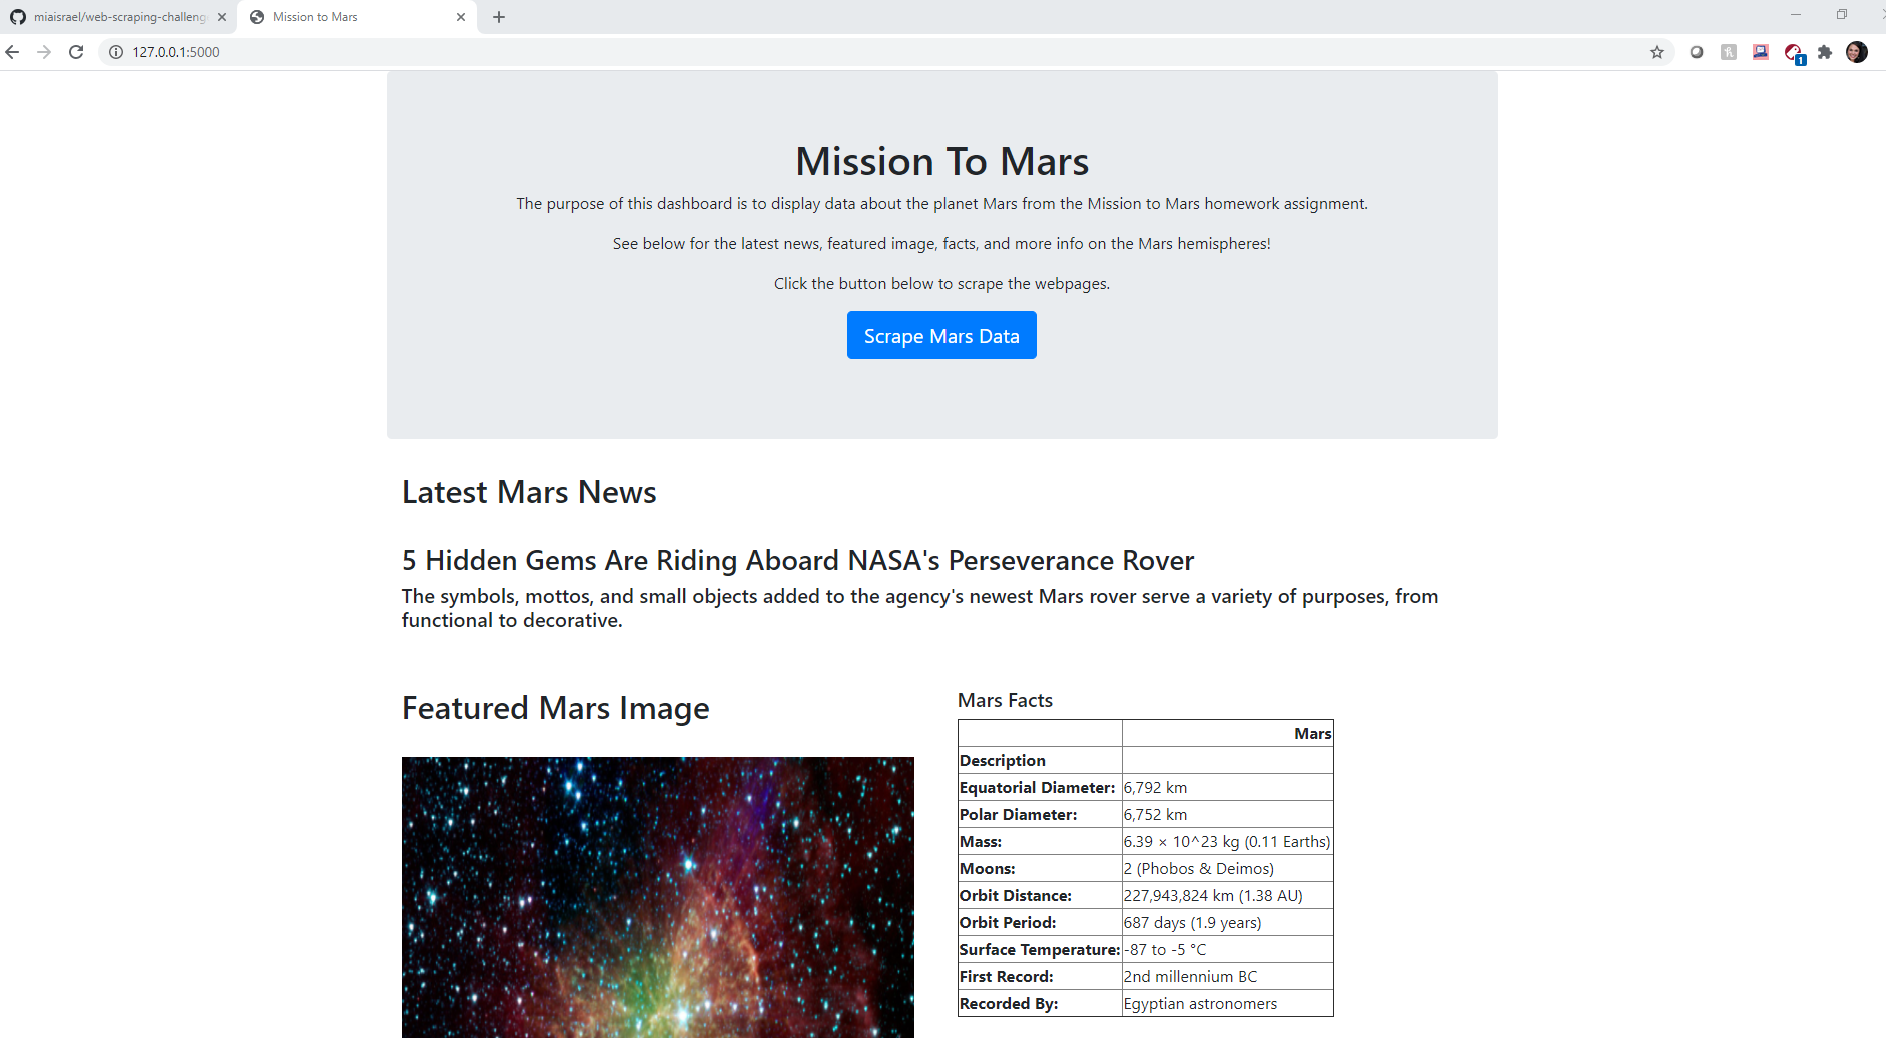 miaisrael/web-scraping-challeng
Mission to Mars
127.0.0.1:5000
1
Mission To Mars
The purpose of this dashboard is to display data about the planet Mars from the Mission to Mars homework assignment.
See below for the latest news, featured image, facts, and more info on the Mars hemispheres!
Click the button below to scrape the webpages.
Scrape Mars Data
Latest Mars News
5 Hidden Gems Are Riding Aboard NASA's Perseverance Rover
The symbols, mottos, and small objects added to the agency's newest Mars rover serve a variety of purposes, from
functional to decorative.
Featured Mars Image
Mars Facts
Mars
Description
Equatorial Diameter: 6,792 km
Polar Diameter: 6,752 km
Mass: 6.39 × 10^23 kg (0.11 Earths)
Moons: 2 (Phobos & Deimos)
Orbit Distance: 227,943,824 km (1.38 AU)
Orbit Period: 687 days (1.9 years)
Surface Temperature: -87 to -5 °C
First Record: 2nd millennium BC
Recorded By: Egyptian astronomers